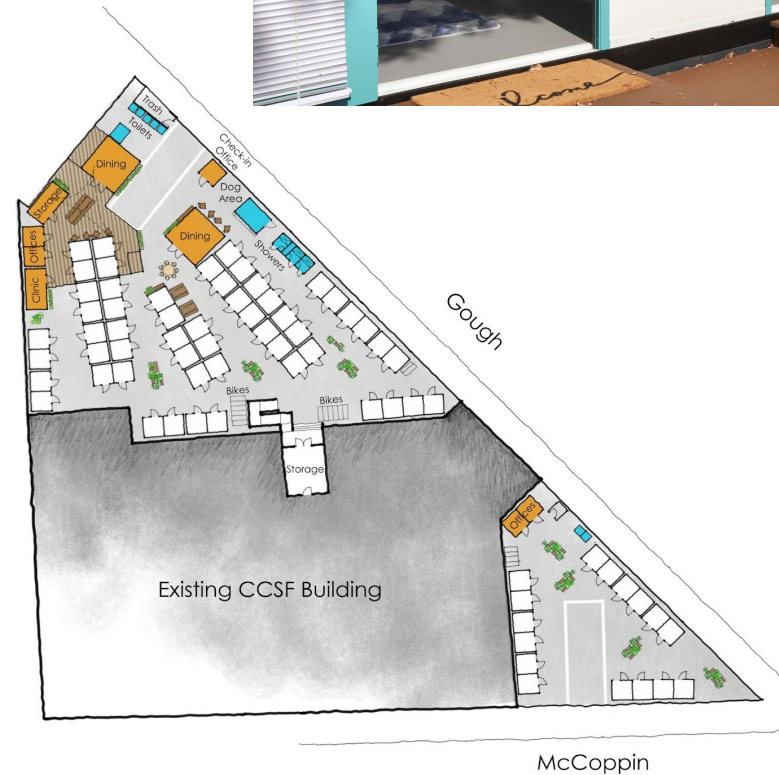 welcome
Trash
Toilets
Check-in
Office
Dining
Dog
Area
Storage
Dining
Showers
Offices
Clinic
Gough
Bikes
Bikes
Storage
Offices
Existing CCSF Building
McCoppin